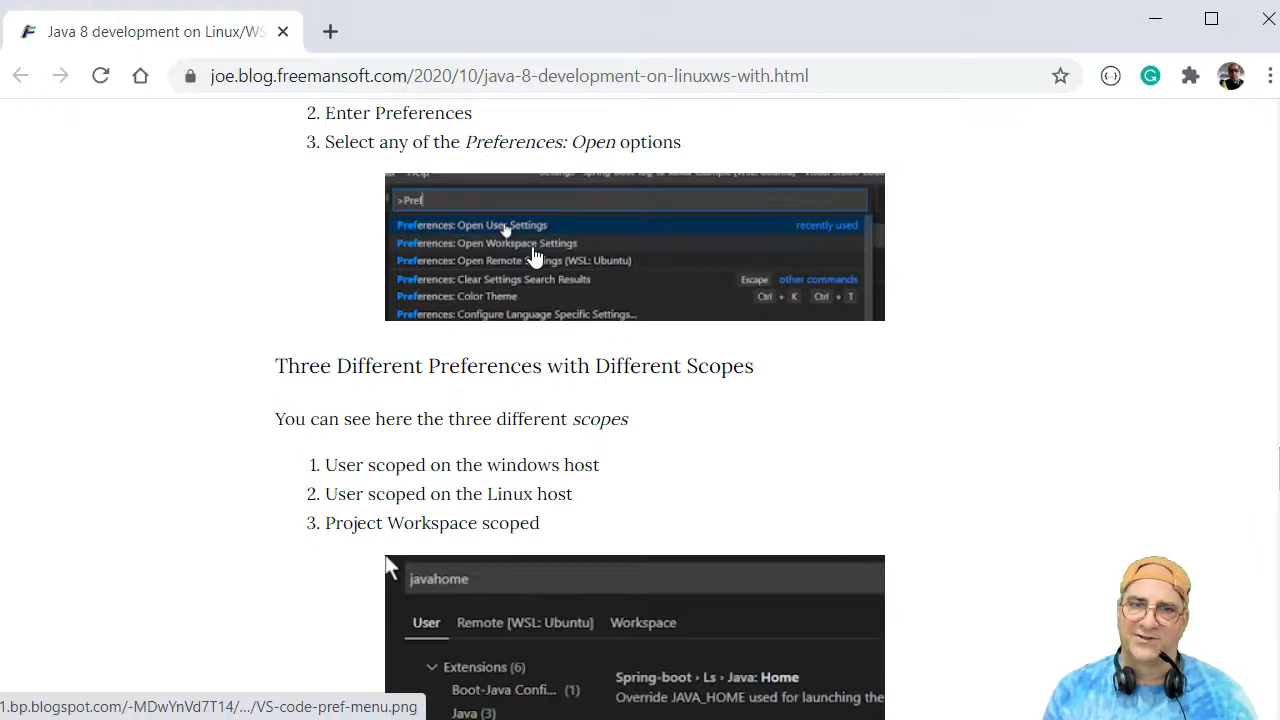 Java 8 development on Linux/WS
joe.blog.freemansoft.com/2020/10/java-8-development-on-linuxws-with.html
2. Enter Preferences
3. Select any of the Preferences: Open options
>Pref
Preferences: Open User Settings recently used
Preferences: Open Workspace Settings
Preferences: Open Remote Settings (WSL: Ubuntu)
Preferences: Clear Settings Search Results Escape other commands
Preferences: Color Theme Ctrl + K Ctrl + T
Preferences: Configure Language Specific Settings...
Three Different Preferences with Different Scopes
You can see here the three different scopes
1. User scoped on the windows host
2. User scoped on the Linux host
3. Project Workspace scoped
javahome
User Remote [WSL: Ubuntu] Workspace
Extensions (6)
Boot-Java Confi... (1)
Java (3)
Spring-boot › Ls › Java: Home
Override JAVA_HOME used for launching the
1.bp.blogspot.com/-MDwYnVd7T14/.../VS-code-pref-menu.png